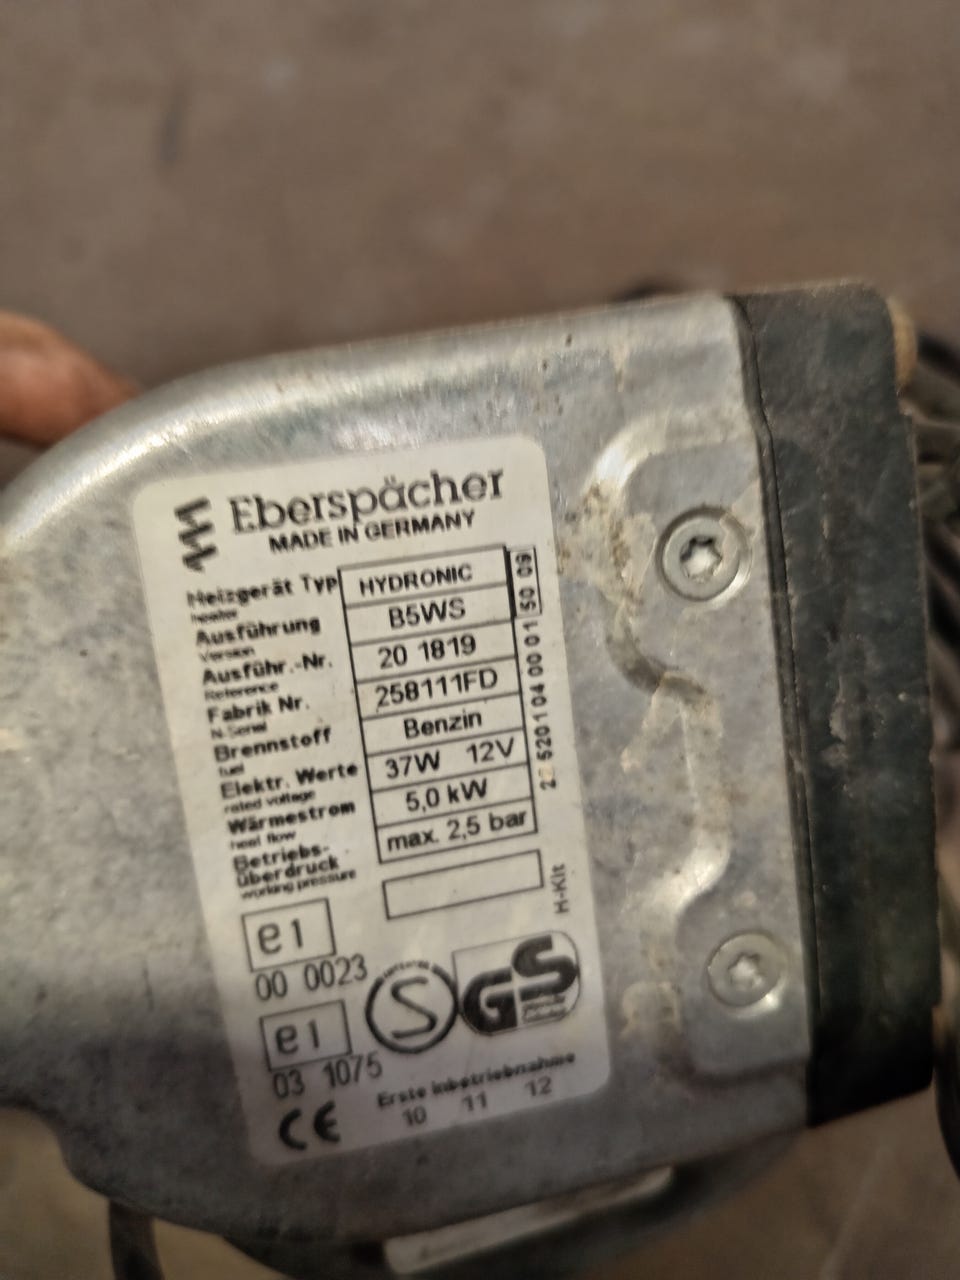 Eberspächer
MADE IN GERMANY
Heizgerät Typ HYDRONIC
heater
Ausführung B5WS
Version
Ausführ.-Nr. 20 1819
Reference
Fabrik Nr. 258111FD
N. Serial
Brennstoff Benzin
fuel
Elektr. Werte 37W 12V
rated voltage
Wärmestrom 5,0 kW
heat flow
Betriebs-
überdruck max. 2,5 bar
working pressure
50 09
5201 04 00 01
H-Kit
e1
00 0023
S
GS
e1
03 1075
Erste Inbetriebnahme
10 11 12
CE